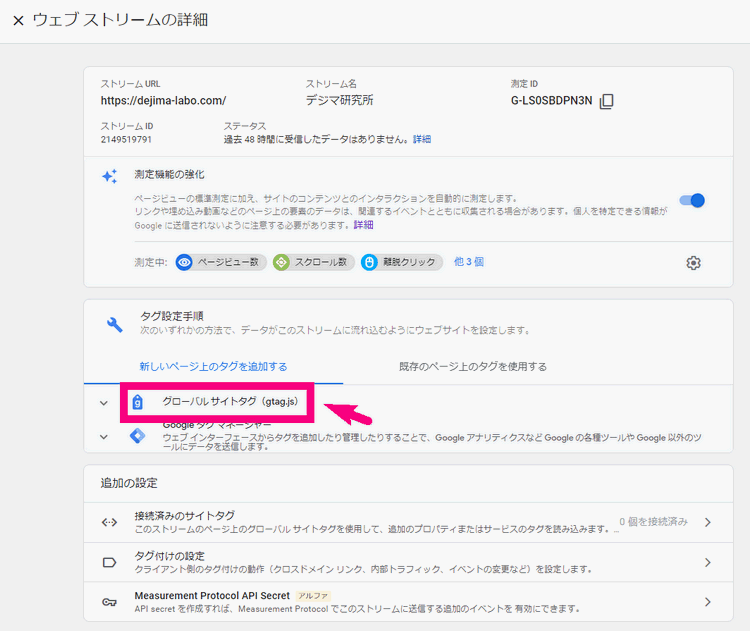 ウェブ ストリームの詳細
ストリーム URL
ストリーム名
測定 ID
https://dejima-labo.com/
デジマ研究所
G-LS0SBDPN3N
ストリーム ID
ステータス
2149519791
過去 48 時間に受信したデータはありません。詳細
測定機能の強化
ページビューの標準測定に加え、サイトのコンテンツとのインタラクションを自動的に測定します。
リンクや埋め込み動画などのページ上の要素のデータは、関連するイベントとともに収集される場合があります。個人を特定できる情報が
Google に送信されないように注意する必要があります。詳細
測定中:
ページビュー数
スクロール数
離脱クリック
他 3 個
タグ設定手順
次のいずれかの方法で、データがこのストリームに流れ込むようにウェブサイトを設定します。
新しいページ上のタグを追加する
既存のページ上のタグを使用する
グローバル サイトタグ（gtag.js）
Google タグ マネージャー
ウェブ インターフェースからタグを追加したり管理したりすることで、Google アナリティクスなど Google の各種ツールや Google 以外のツ
ールにデータを送信します。
追加の設定
接続済みのサイトタグ
このストリームのページ上のグローバル サイトタグを使用して、追加のプロパティまたはサービスのタグを読み込みます。...
0 個を接続済み
タグ付けの設定
クライアント側のタグ付けの動作（クロスドメイン リンク、内部トラフィック、イベントの変更など）を設定します。
Measurement Protocol API Secret アルファ
API secret を作成すれば、Measurement Protocol でこのストリームに送信する追加のイベントを 有効にできます。